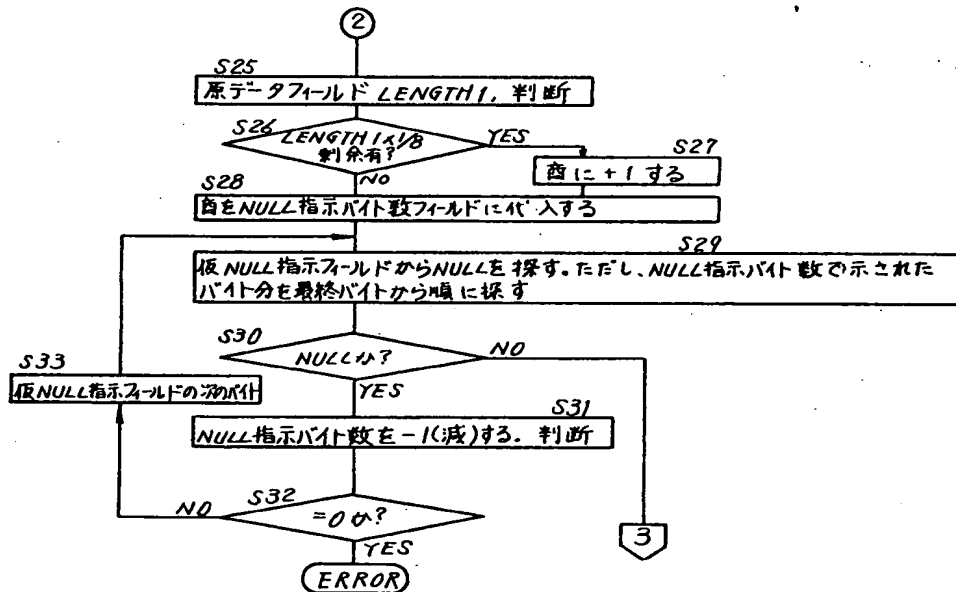 2
S25
原データフィールド LENGTH1, 判断
S26
LENGTH1×1/8
剰余有?
YES
S27
商に+1する
NO
S28
商をNULL指示バイト数フィールドに代入する
S29
仮NULL指示フィールドからNULLを探す。ただし、NULL指示バイト数で示された
バイト分を最終バイトから順に探す
S30
NULLか?
NO
S33
仮NULL指示フィールドの次のバイト
YES
S31
NULL指示バイト数を-1(減)する. 判断
S32
NO
=0か?
3
YES
ERROR